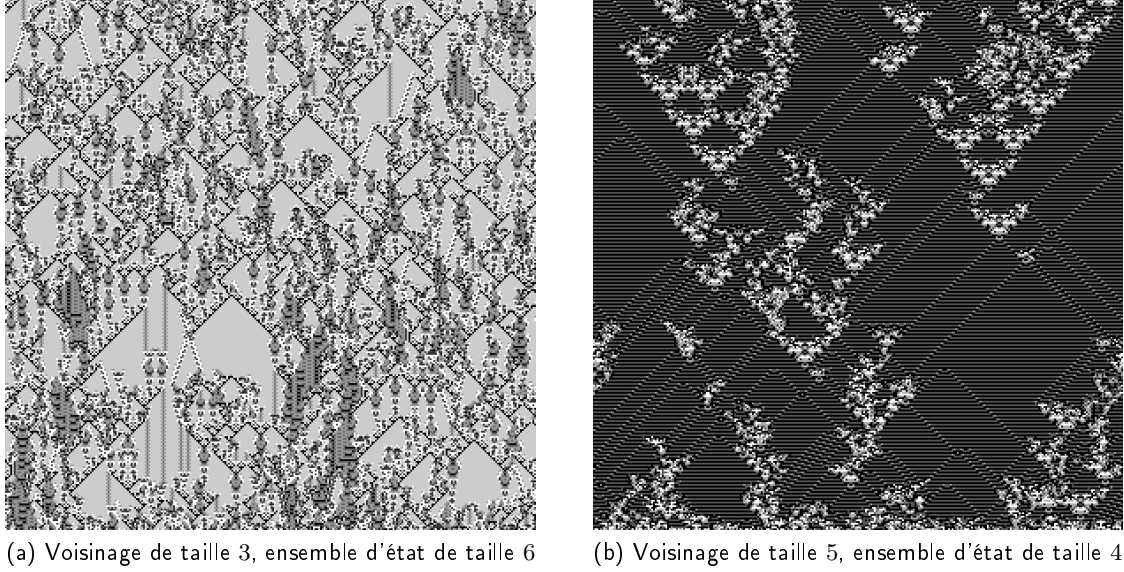 (a) Voisinage de taille 3, ensemble d'état de taille 6
(b) Voisinage de taille 5, ensemble d'état de taille 4